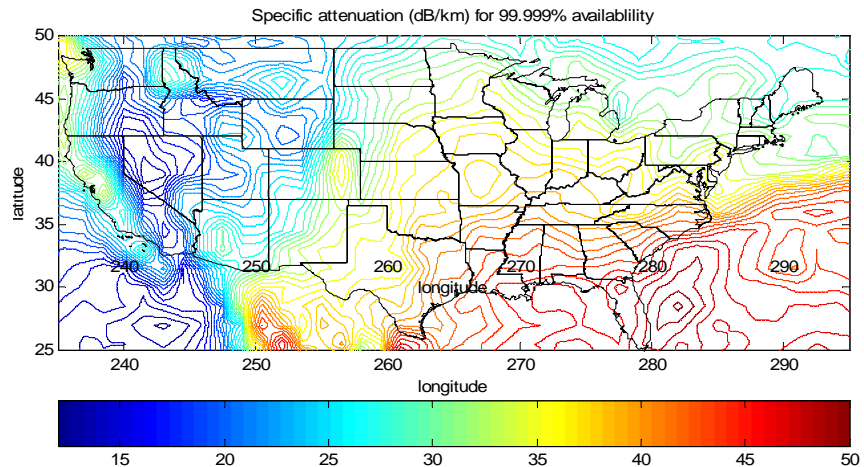 Specific attenuation (dB/km) for 99.999% availablility
50
45
40
35
30
25
latitude
240 250 260 270 280 290
longitude
240 250 260 270 280 290
longitude
15 20 25 30 35 40 45 50